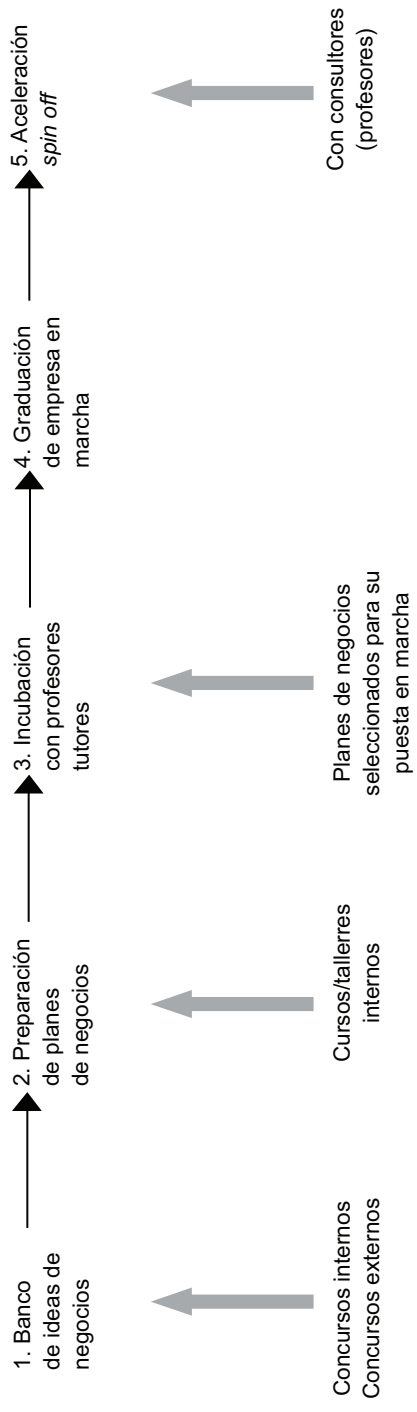 1. Banco
de ideas de
negocios
2. Preparación
de planes
de negocios
3. Incubación
con profesores
tutores
4. Graduación
de empresa en
marcha
5. Aceleración
spin off
Concursos internos
Concursos externos
Cursos/tallerres
internos
Planes de negocios
seleccionados para su
puesta en marcha
Con consultores
(profesores)